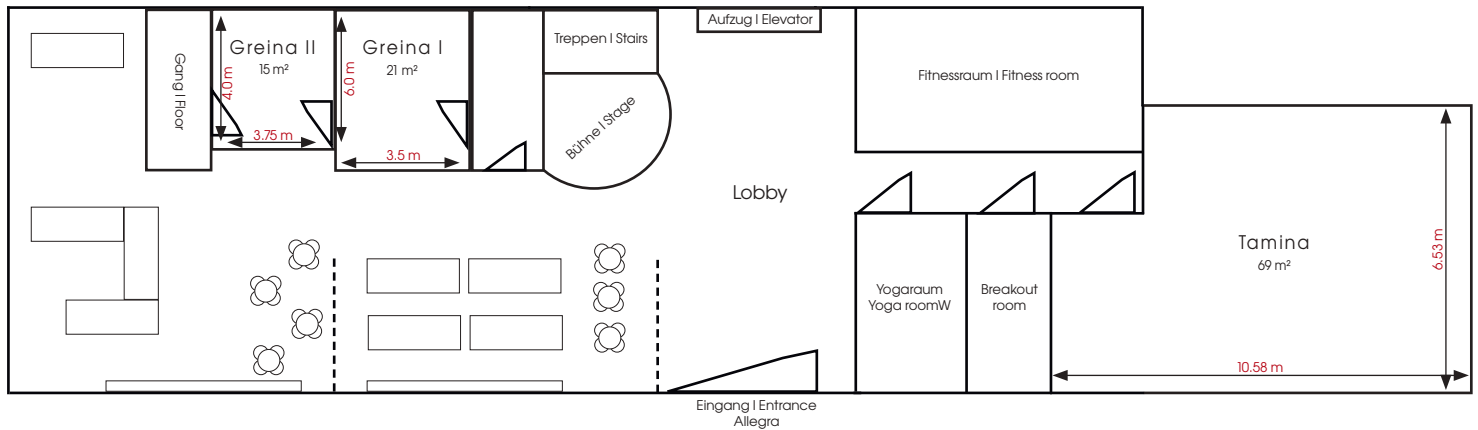 Aufzug I Elevator
Gang I Floor
4.0 m
Greina II
15 m²
3.75 m
6.0 m
Greina I
21 m²
3.5 m
Treppen I Stairs
Bühne I Stage
Fitnessraum I Fitness room
Lobby
Tamina
69 m²
6.53 m
10.58 m
Yogaraum
Yoga roomW
Breakout
room
Eingang I Entrance
Allegra